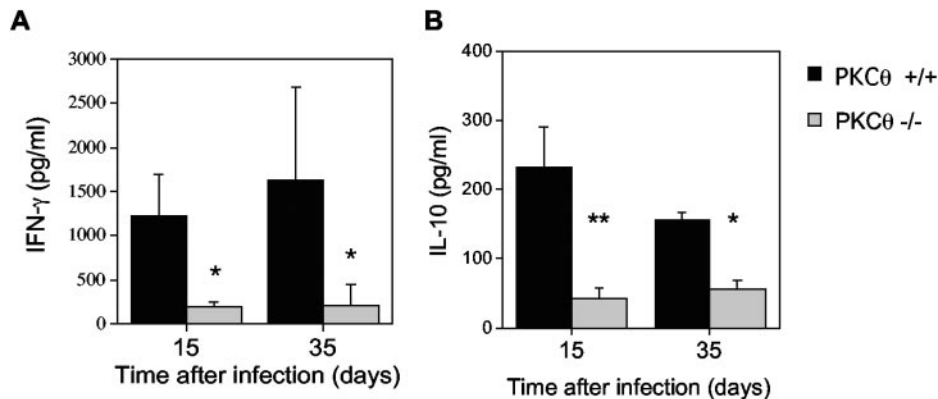 A
IFN-γ (pg/ml)
3000
2500
2000
1500
1000
500
0
*
*
15 35
Time after infection (days)
B
IL-10 (pg/ml)
400
300
200
100
0
**
*
15 35
Time after infection (days)
PKCθ +/+
PKCθ -/-